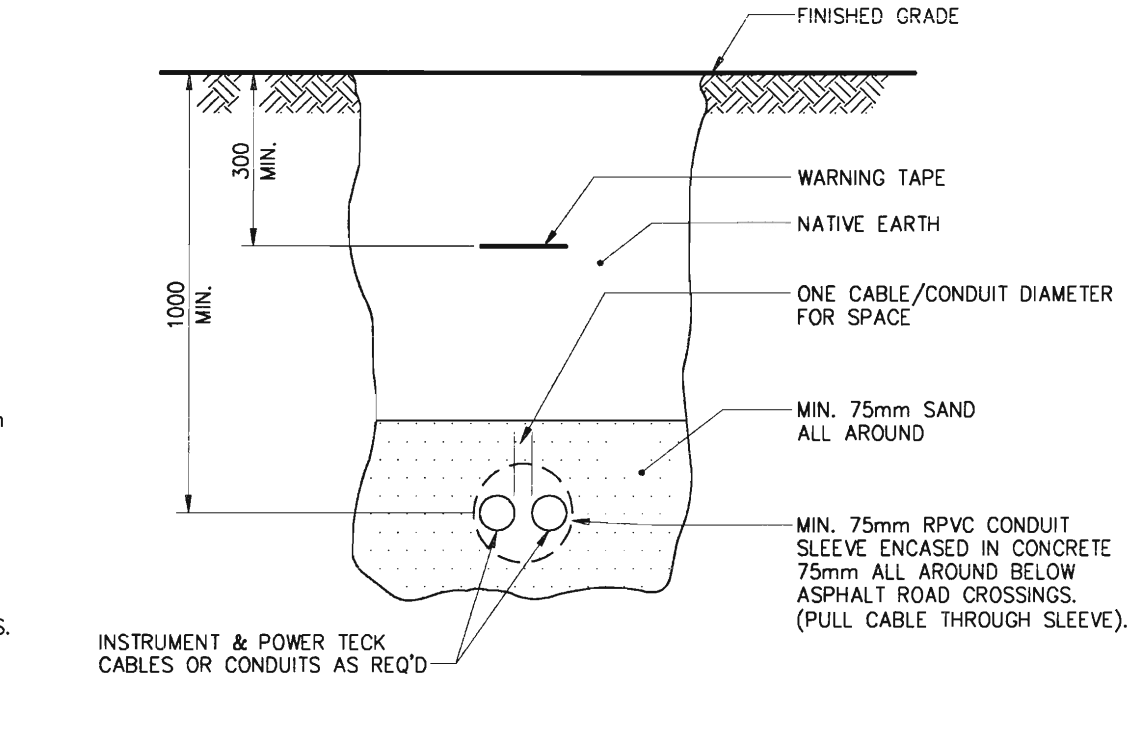 FINISHED GRADE
300
MIN.
WARNING TAPE
NATIVE EARTH
1000
MIN.
ONE CABLE/CONDUIT DIAMETER
FOR SPACE
MIN. 75mm SAND
ALL AROUND
MIN. 75mm RPVC CONDUIT
SLEEVE ENCASED IN CONCRETE
75mm ALL AROUND BELOW
ASPHALT ROAD CROSSINGS.
(PULL CABLE THROUGH SLEEVE).
INSTRUMENT & POWER TECK
CABLES OR CONDUITS AS REQ'D